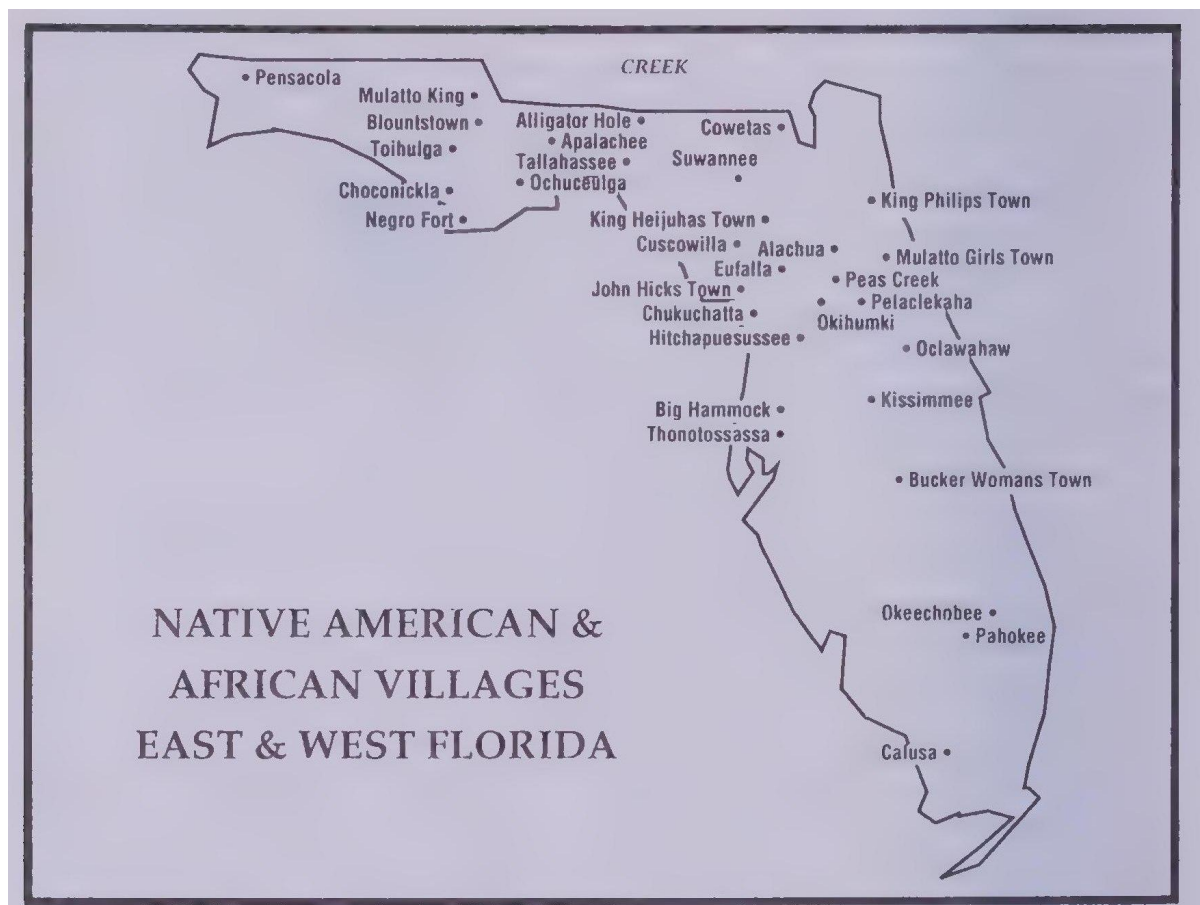 CREEK
Pensacola
Mulatto King
Blountstown
Toihulga
Choconickla
Negro Fort
Alligator Hole
Apalachee
Tallahassee
Ochuceulga
Cowetas
Suwannee
King Heijuhas Town
Cuscowilla
Alachua
Eufalla
John Hicks Town
Chukuchatta
Hitchapuesussee
King Philips Town
Mulatto Girls Town
Peas Creek
Pelaclekaha
Okihumki
Oclawahaw
Big Hammock
Thonotossassa
Kissimmee
Bucker Womans Town
Okeechobee
Pahokee
Calusa
NATIVE AMERICAN &
AFRICAN VILLAGES
EAST & WEST FLORIDA